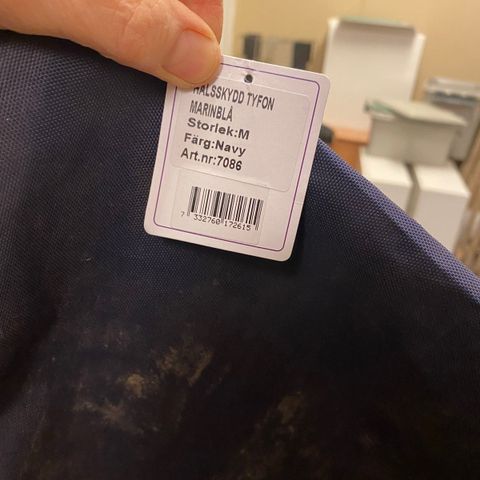 HALSSKYDD TYFON
MARINBLÅ
Storlek:M
Färg:Navy
Art.nr:7086
7 332760 172615